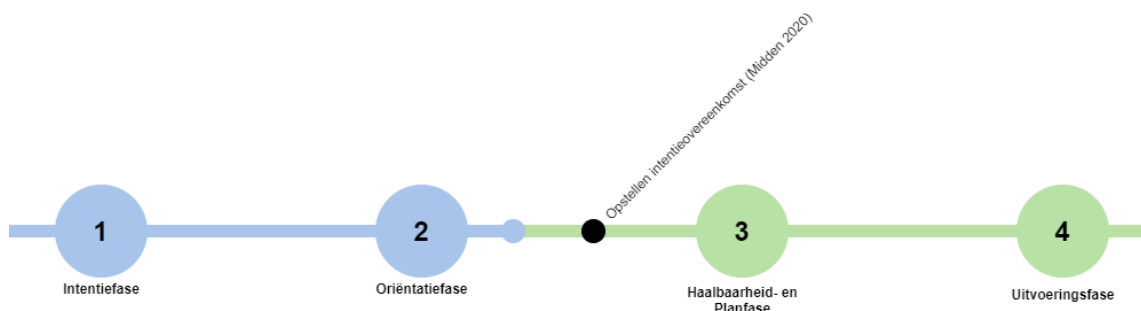 Opstellen intentieovereenkomst (Midden 2020)
1
2
3
4
Intentiefase
Oriëntatiefase
Haalbaarheid- en
Planfase
Uitvoeringsfase